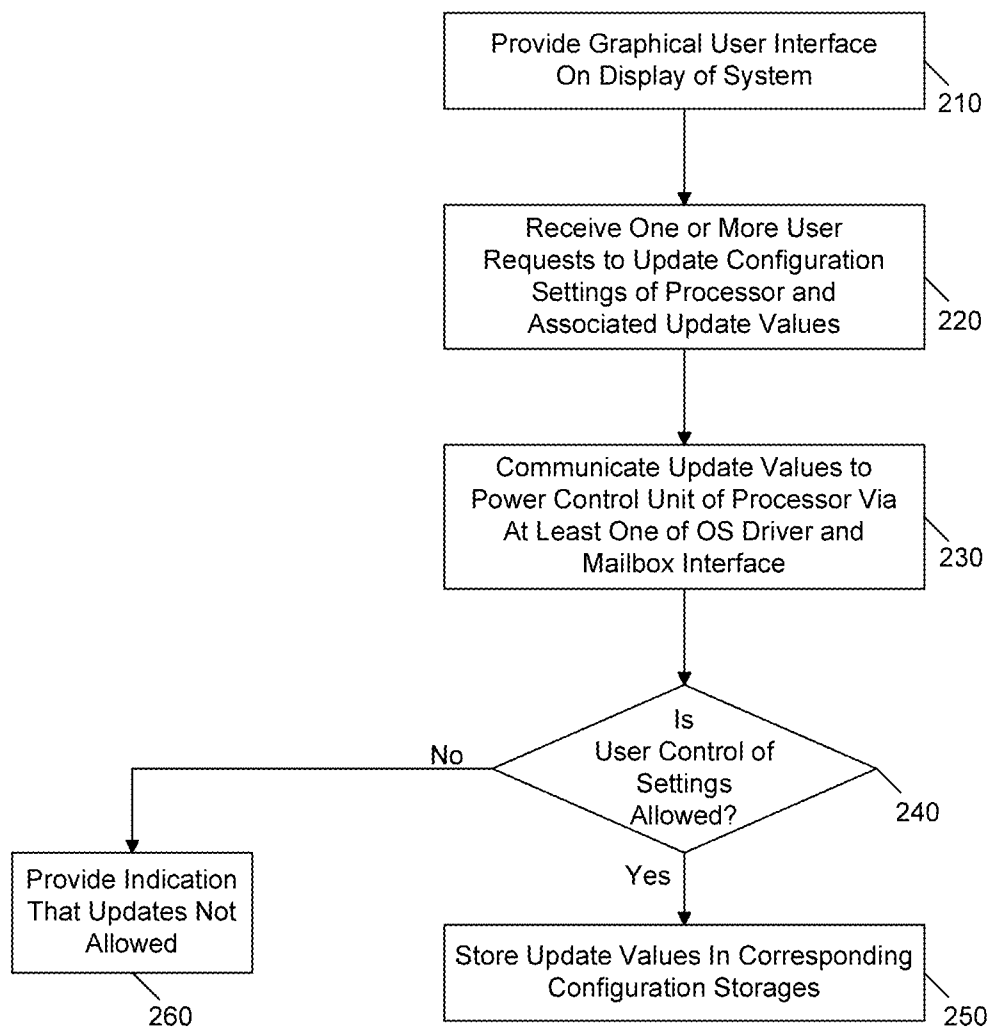 Provide Graphical User Interface
On Display of System
210
Receive One or More User
Requests to Update Configuration
Settings of Processor and
Associated Update Values
220
Communicate Update Values to
Power Control Unit of Processor Via
At Least One of OS Driver and
Mailbox Interface
230
Is
User Control of
Settings
Allowed?
240
No
Yes
Provide Indication
That Updates Not
Allowed
260
Store Update Values In Corresponding
Configuration Storages
250